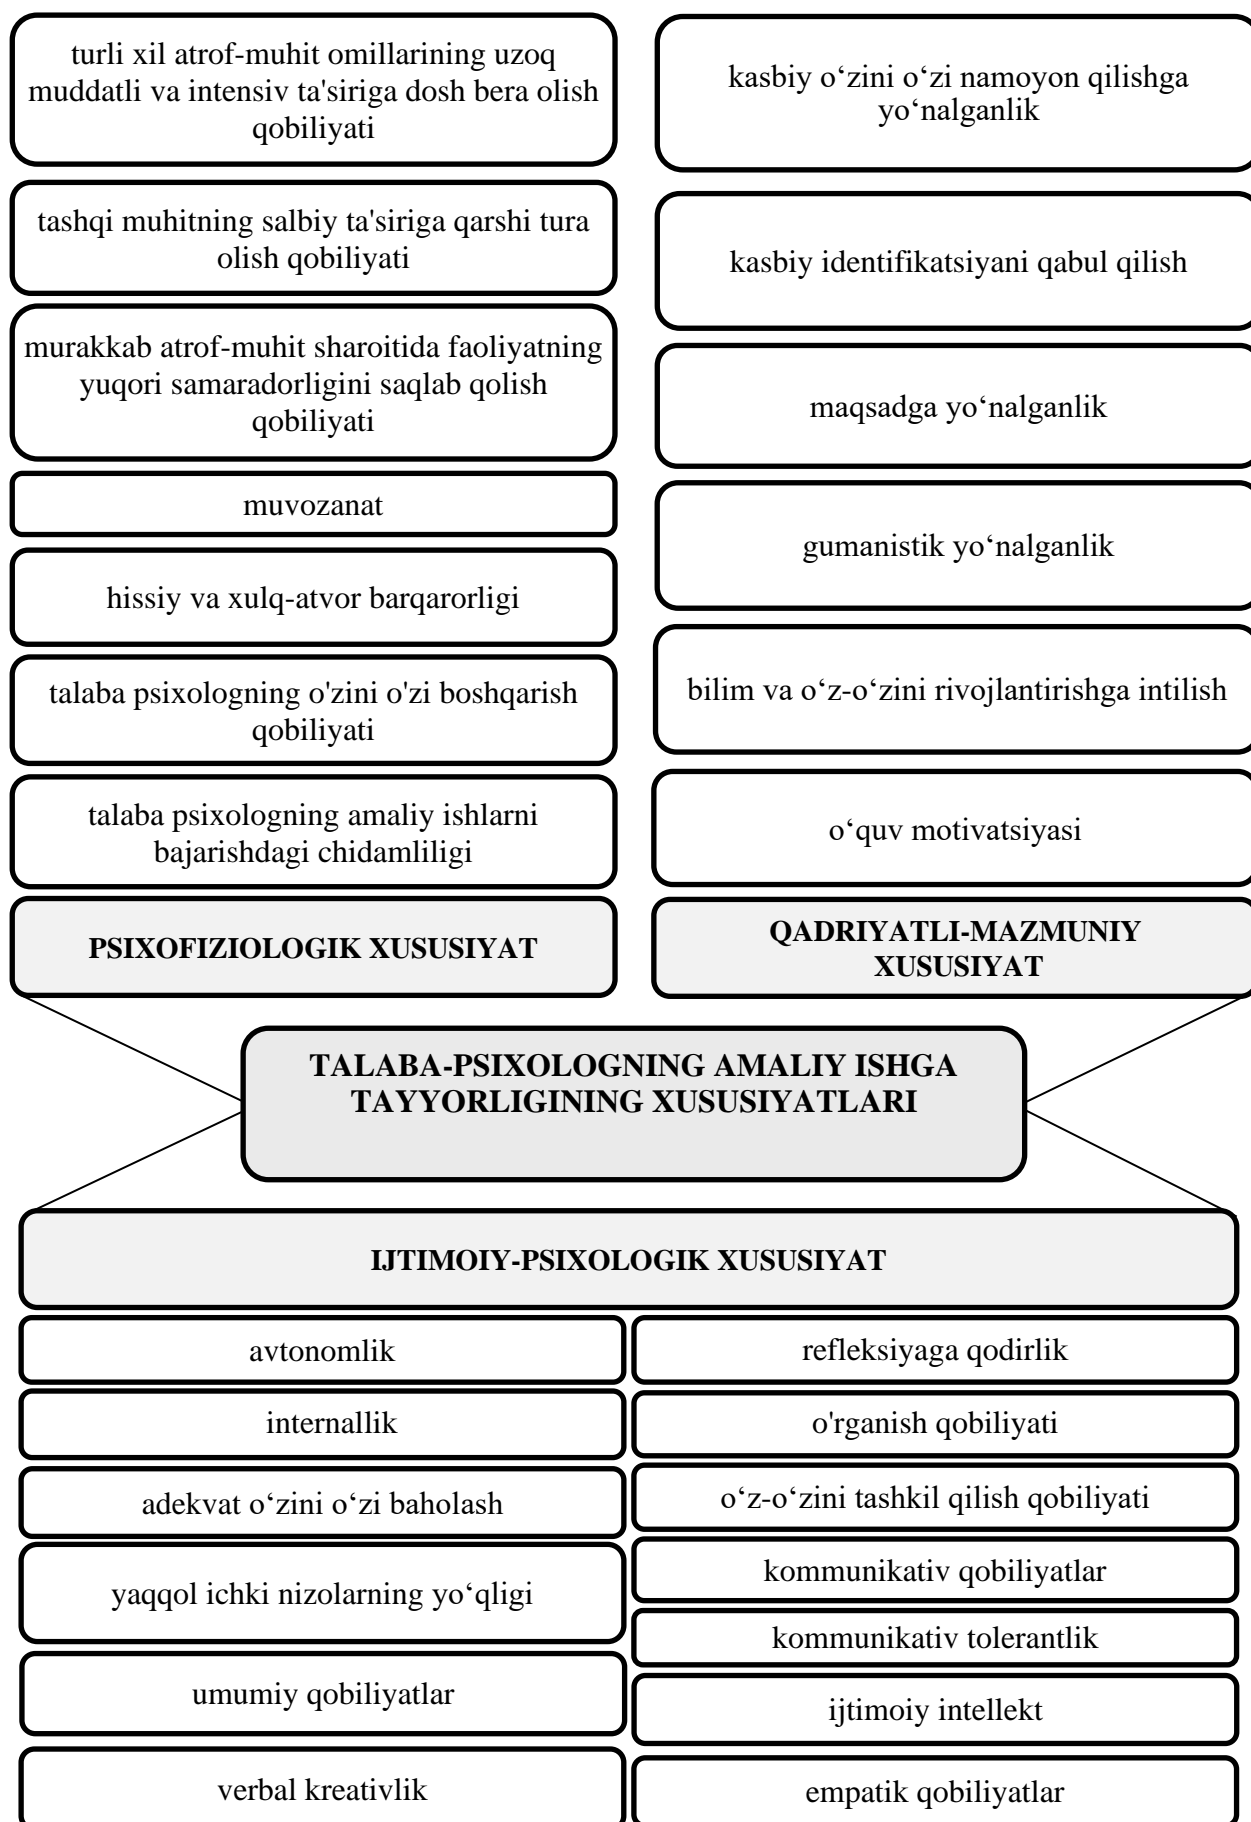 turli xil atrof-muhit omillarining uzoq
muddatli va intensiv ta'siriga dosh bera olish
qobiliyati
tashqi muhitning salbiy ta'siriga qarshi tura
olish qobiliyati
murakkab atrof-muhit sharoitida faoliyatning
yuqori samaradorligini saqlab qolish
qobiliyati
muvozanat
hissiy va xulq-atvor barqarorligi
talaba psixologning o'zini o'zi boshqarish
qobiliyati
talaba psixologning amaliy ishlarni
bajarishdagi chidamliligi
PSIXOFIZIOLOGIK XUSUSIYAT
kasbiy o‘zini o‘zi namoyon qilishga
yo‘nalganlik
kasbiy identifikatsiyani qabul qilish
maqsadga yo‘nalganlik
gumanistik yo‘nalganlik
bilim va o‘z-o‘zini rivojlantirishga intilish
o‘quv motivatsiyasi
QADRIYATLI-MAZMUNIY
XUSUSIYAT
TALABA-PSIXOLOGNING AMALIY ISHGA
TAYYORLIGINING XUSUSIYATLARI
IJTIMOIY-PSIXOLOGIK XUSUSIYAT
avtonomlik
internallik
adekvat o‘zini o‘zi baholash
yaqqol ichki nizolarning yo‘qligi
umumiy qobiliyatlar
verbal kreativlik
refleksiyaga qodirlik
o'rganish qobiliyati
o‘z-o‘zini tashkil qilish qobiliyati
kommunikativ qobiliyatlar
kommunikativ tolerantlik
ijtimoiy intellekt
empatik qobiliyatlar